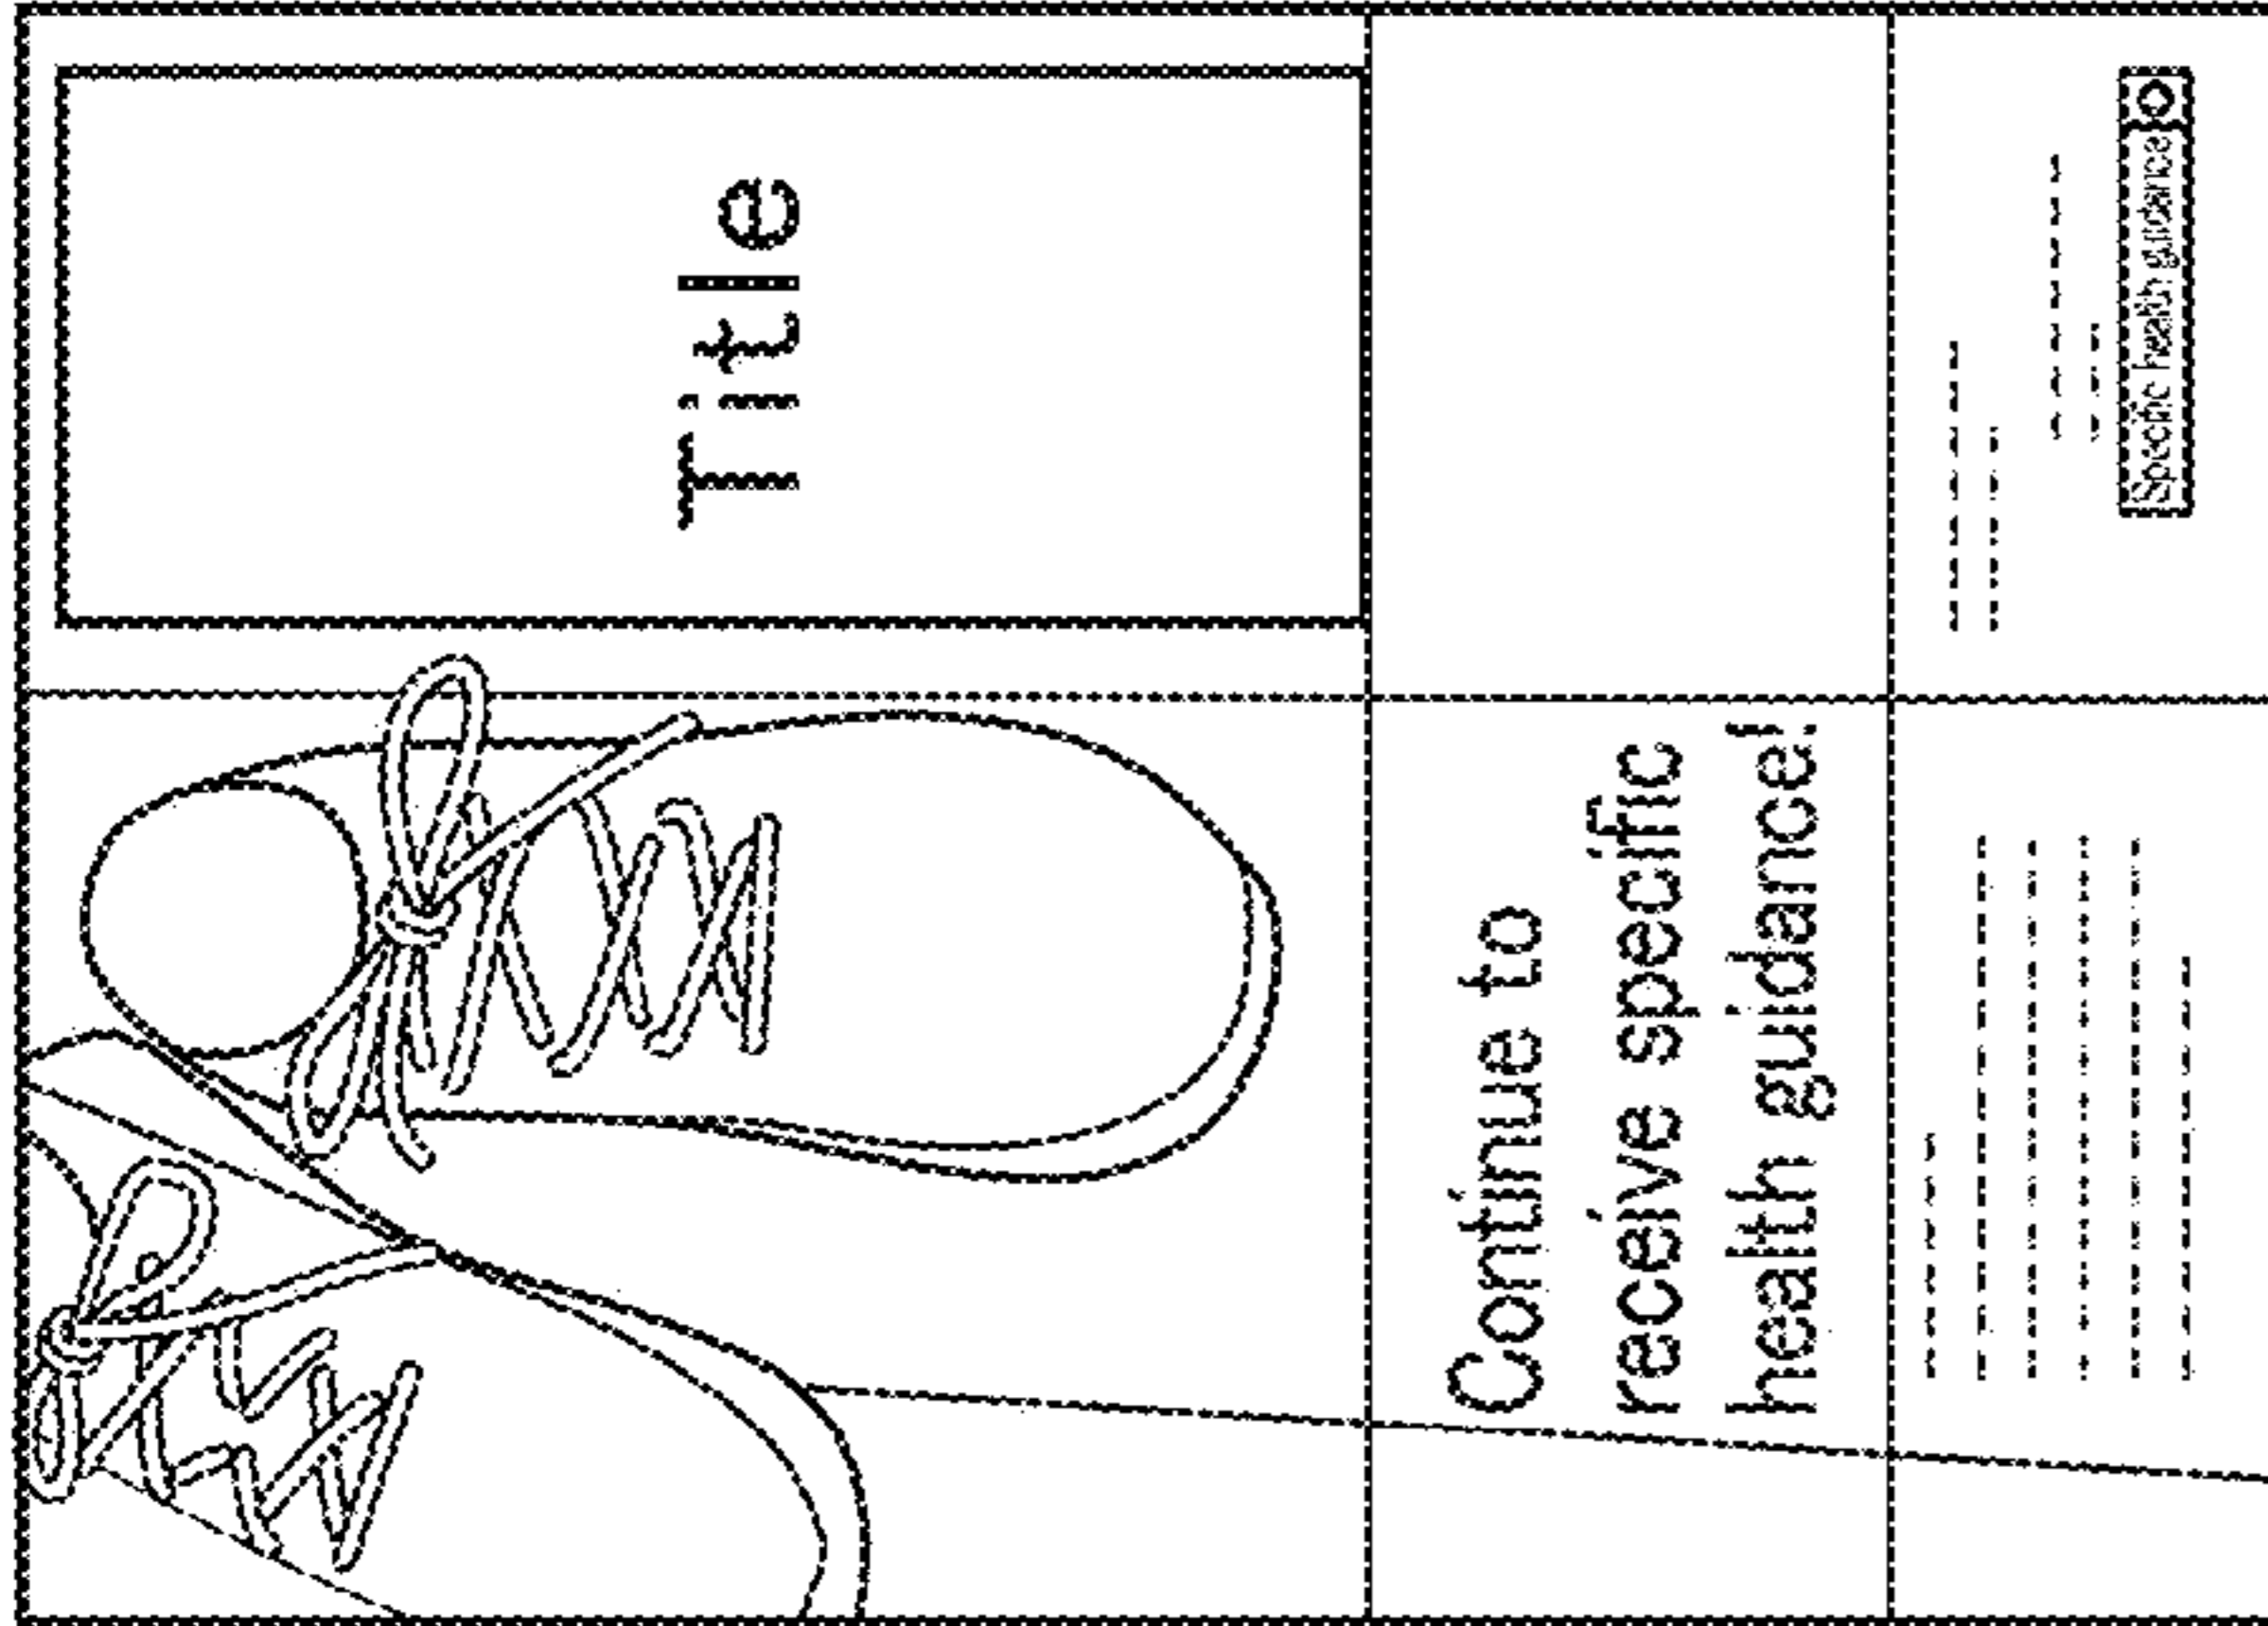 Title
Continue to
receive specific
health guidance!
Specific health guidance